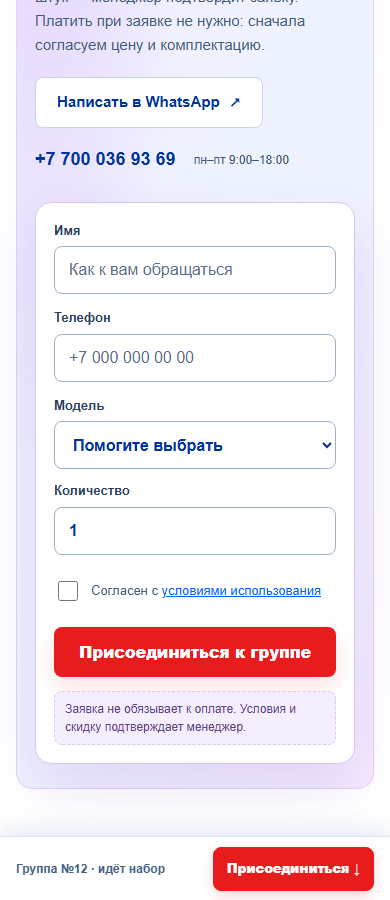 Платить при заявке не нужно: сначала
согласуем цену и комплектацию.
Написать в WhatsApp ↗
+7 700 036 93 69 пн–пт 9:00–18:00
Имя
Как к вам обращаться
Телефон
+7 000 000 00 00
Модель
Помогите выбрать
Количество
1
Согласен с условиями использования
Присоединиться к группе
Заявка не обязывает к оплате. Условия и
скидку подтверждает менеджер.
Группа №12 · идёт набор
Присоединиться ↓